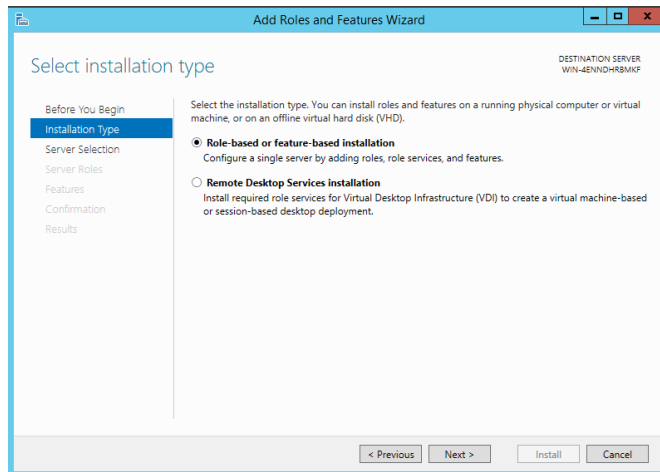 Add Roles and Features Wizard
Select installation type
DESTINATION SERVER
WIN-4ENNDHRBMKF
Before You Begin
Installation Type
Server Selection
Server Roles
Features
Confirmation
Results
Select the installation type. You can install roles and features on a running physical computer or virtual
machine, or on an offline virtual hard disk (VHD).
Role-based or feature-based installation
Configure a single server by adding roles, role services, and features.
Remote Desktop Services installation
Install required role services for Virtual Desktop Infrastructure (VDI) to create a virtual machine-based
or session-based desktop deployment.
< Previous
Next >
Install
Cancel